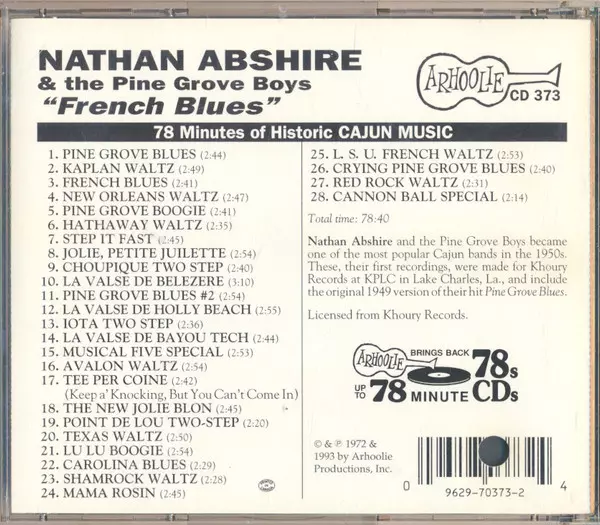 NATHAN ABSHIRE
& the Pine Grove Boys
"French Blues"
ARHOOLIE
CD 373
78 Minutes of Historic CAJUN MUSIC
1. PINE GROVE BLUES (2:44)
2. KAPLAN WALTZ (2:49)
3. FRENCH BLUES (2:41)
4. NEW ORLEANS WALTZ (2:47)
5. PINE GROVE BOOGIE (2:41)
6. HATHAWAY WALTZ (2:35)
7. STEP IT FAST (2:45)
8. JOLIE, PETITE JUILETTE (2:54)
9. CHOUPIQUE TWO STEP (2:40)
10. LA VALSE DE BELEZERE (3:10)
11. PINE GROVE BLUES #2 (2:54)
12. LA VALSE DE HOLLY BEACH (2:55)
13. IOTA TWO STEP (2:36)
14. LA VALSE DE BAYOU TECH (2:44)
15. MUSICAL FIVE SPECIAL (2:53)
16. AVALON WALTZ (2:54)
17. TEE PER COINE (2:42)
(Keep a' Knocking, But You Can't Come In)
18. THE NEW JOLIE BLON (2:45)
19. POINT DE LOU TWO-STEP (2:20)
20. TEXAS WALTZ (2:50)
21. LU LU BOOGIE (2:54)
22. CAROLINA BLUES (2:29)
23. SHAMROCK WALTZ (2:28)
24. MAMA ROSIN (2:45)
25. L. S. U. FRENCH WALTZ (2:53)
26. CRYING PINE GROVE BLUES (2:40)
27. RED ROCK WALTZ (2:31)
28. CANNON BALL SPECIAL (2:14)
Total time: 78:40
Nathan Abshire and the Pine Grove Boys became
one of the most popular Cajun bands in the 1950s.
These, their first recordings, were made for Khoury
Records at KPLC in Lake Charles, La., and include
the original 1949 version of their hit Pine Grove Blues.
Licensed from Khoury Records.
ARHOOLIE BRINGS BACK 78s
UP TO 78 MINUTE CDs
© & ℗ 1972 &
1993 by Arhoolie
Productions, Inc.
0 9629-70373-2 4